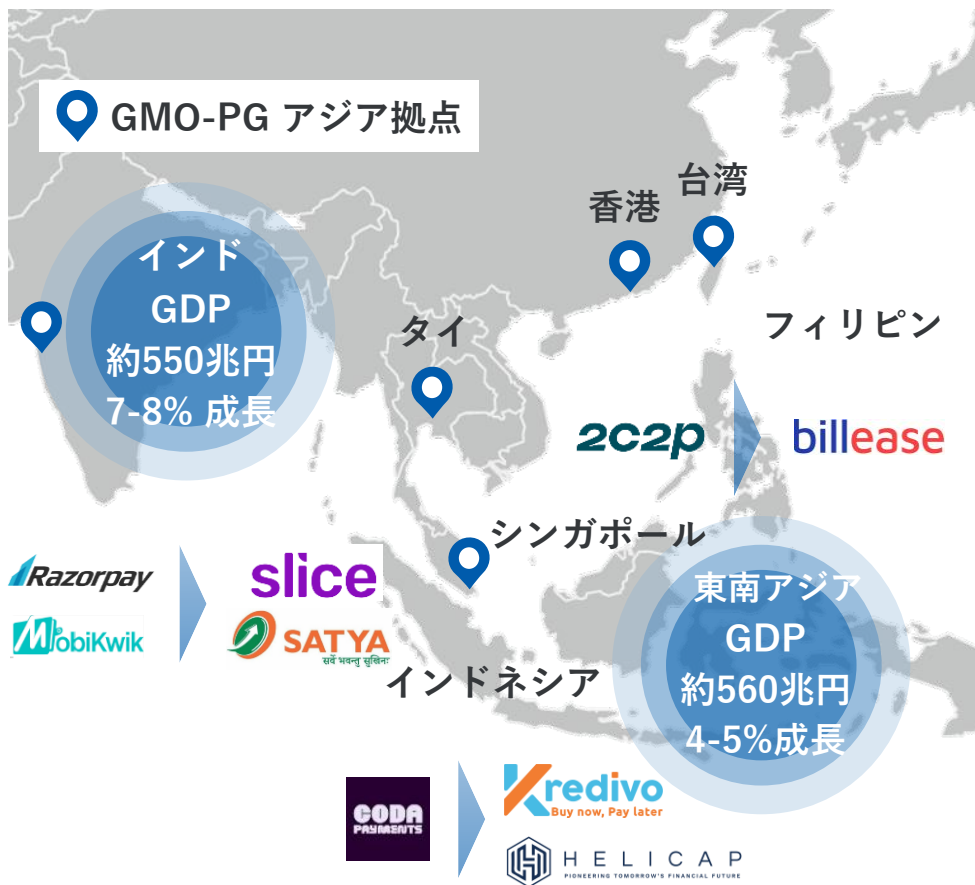 GMO-PG アジア拠点
台湾
香港
インド
GDP
約550兆円
7-8% 成長
タイ
フィリピン
2c2p
billease
シンガポール
Razorpay
MobiKwik
slice
SATYA
सर्वे भवन्तु सुखिनः
東南アジア
GDP
約560兆円
4-5%成長
インドネシア
CODA
PAYMENTS
Kredivo
Buy now, Pay later
HELICAP
PIONEERING TOMORROW'S FINANCIAL FUTURE